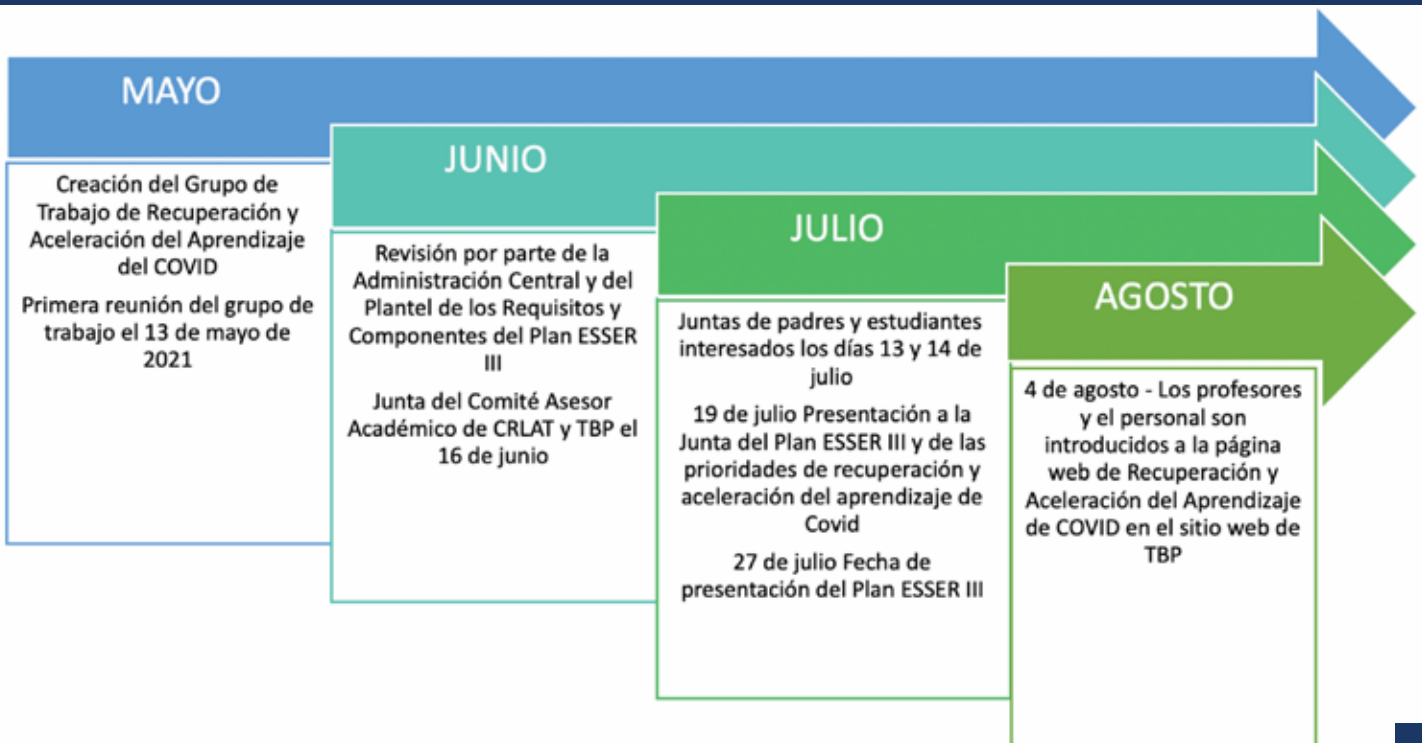 MAYO
Creación del Grupo de
Trabajo de Recuperación y
Aceleración del Aprendizaje
del COVID
Primera reunión del grupo de
trabajo el 13 de mayo de
2021
JUNIO
Revisión por parte de la
Administración Central y del
Plantel de los Requisitos y
Componentes del Plan ESSER
III
Junta del Comité Asesor
Académico de CRLAT y TBP el
16 de junio
JULIO
Juntas de padres y estudiantes
interesados los días 13 y 14 de
julio
19 de julio Presentación a la
Junta del Plan ESSER III y de las
prioridades de recuperación y
aceleración del aprendizaje de
Covid
27 de julio Fecha de
presentación del Plan ESSER III
AGOSTO
4 de agosto - Los profesores
y el personal son
introducidos a la página
web de Recuperación y
Aceleración del Aprendizaje
de COVID en el sitio web de
TBP